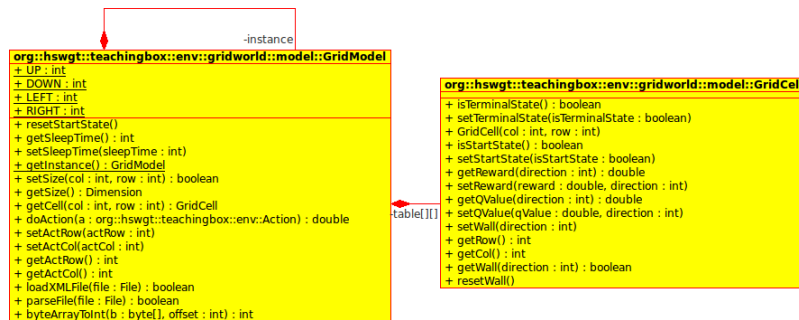 -instance
org::hswgt::teachingbox::env::gridworld::model::GridModel
+ UP : int
+ DOWN : int
+ LEFT : int
+ RIGHT : int
+ resetStartState()
+ getSleepTime() : int
+ setSleepTime(sleepTime : int)
+ getInstance() : GridModel
+ setSize(col : int, row : int) : boolean
+ getSize() : Dimension
+ getCell(col : int, row : int) : GridCell
+ doAction(a : org::hswgt::teachingbox::env::Action) : double
+ setActRow(actRow : int)
+ setActCol(actCol : int)
+ getActRow() : int
+ getActCol() : int
+ loadXMLFile(file : File) : boolean
+ parseFile(file : File) : boolean
+ byteArrayToInt(b : byte[], offset : int) : int
-table[][]
org::hswgt::teachingbox::env::gridworld::model::GridCell
+ isTerminalState() : boolean
+ setTerminalState(isTerminalState : boolean)
+ GridCell(col : int, row : int)
+ isStartState() : boolean
+ setStartState(isStartState : boolean)
+ getReward(direction : int) : double
+ setReward(reward : double, direction : int)
+ getQValue(direction : int) : double
+ setQValue(qValue : double, direction : int)
+ setWall(direction : int)
+ getRow() : int
+ getCol() : int
+ getWall(direction : int) : boolean
+ resetWall()